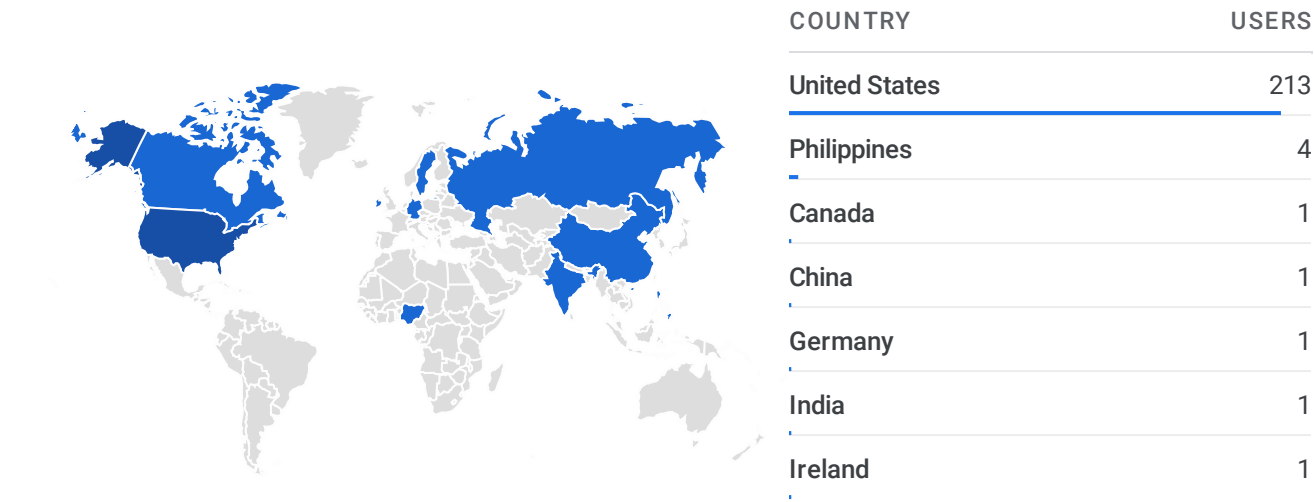 COUNTRY USERS
United States 213
Philippines 4
Canada 1
China 1
Germany 1
India 1
Ireland 1